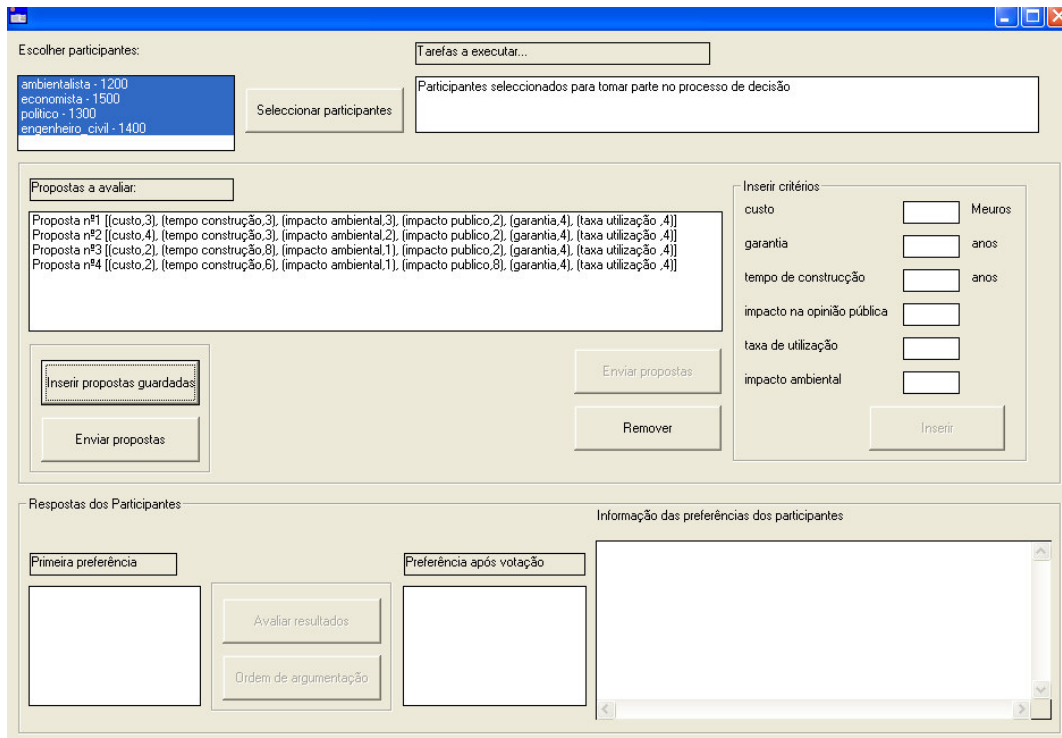 Escolher participantes:
Tarefas a executar...
ambientalista - 1200
economista - 1500
politico - 1300
engenheiro_civil - 1400
Seleccionar participantes
Participantes seleccionados para tomar parte no processo de decisão
Propostas a avaliar:
Proposta nº1 [(custo,3), (tempo construção,3), (impacto ambiental,3), (impacto publico,2), (garantia,4), (taxa utilização ,4)]
Proposta nº2 [(custo,4), (tempo construção,3), (impacto ambiental,2), (impacto publico,2), (garantia,4), (taxa utilização ,4)]
Proposta nº3 [(custo,2), (tempo construção,8), (impacto ambiental,1), (impacto publico,2), (garantia,4), (taxa utilização ,4)]
Proposta nº4 [(custo,2), (tempo construção,6), (impacto ambiental,1), (impacto publico,8), (garantia,4), (taxa utilização ,4)]
Inserir critérios
custo Meuros
garantia anos
tempo de construcção anos
impacto na opinião pública
taxa de utilização
impacto ambiental
Inserir
Inserir propostas guardadas
Enviar propostas
Enviar propostas
Remover
Respostas dos Participantes
Informação das preferências dos participantes
Primeira preferência
Preferência após votação
Avaliar resultados
Ordem de argumentação